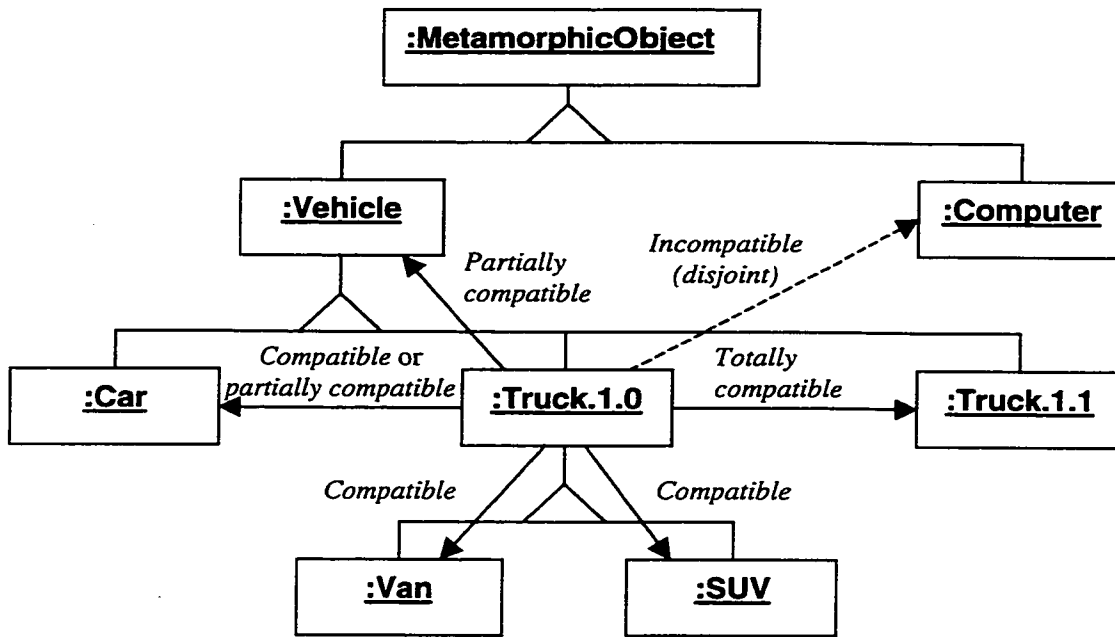 :MetamorphicObject
:Vehicle
:Computer
Partially
compatible
Incompatible
(disjoint)
Compatible or
partially compatible
Totally
compatible
:Car
:Truck.1.0
:Truck.1.1
Compatible
Compatible
:Van
:SUV